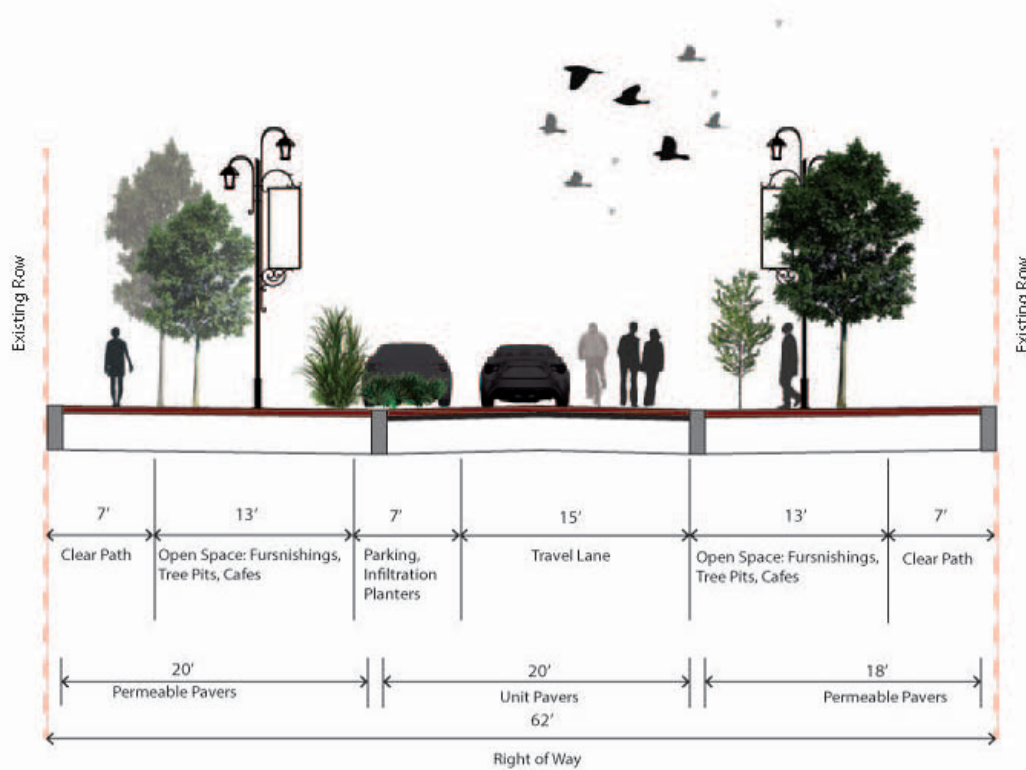 Existing Row
Existing Row
7’
13’
7’
15’
13’
7’
Clear Path
Open Space: Fursnishings,
Tree Pits, Cafes
Parking,
Infiltration
Planters
Travel Lane
Open Space: Fursnishings,
Tree Pits, Cafes
Clear Path
20’
Permeable Pavers
20’
Unit Pavers
18’
Permeable Pavers
62’
Right of Way